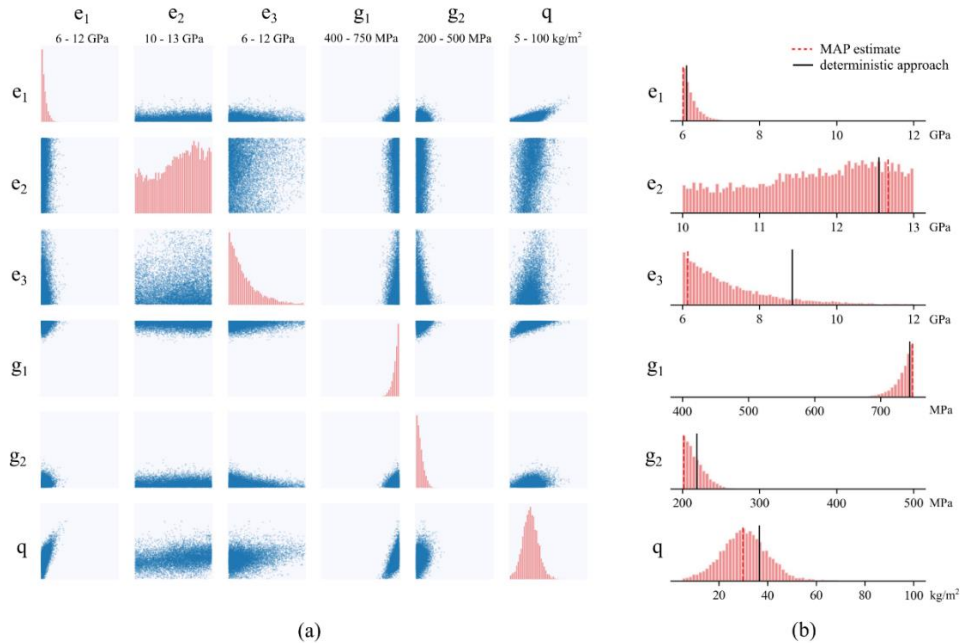 e1 e2 e3 g1 g2 q
6 - 12 GPa 10 - 13 GPa 6 - 12 GPa 400 - 750 MPa 200 - 500 MPa 5 - 100 kg/m²
e1
e2
e3
g1
g2
q
(a)
MAP estimate
deterministic approach
e1
6 8 10 12
GPa
e2
10 11 12 13
GPa
e3
6 8 10 12
GPa
g1
400 500 600 700 MPa
g2
200 300 400 500
MPa
q
20 40 60 80 100 kg/m²
(b)